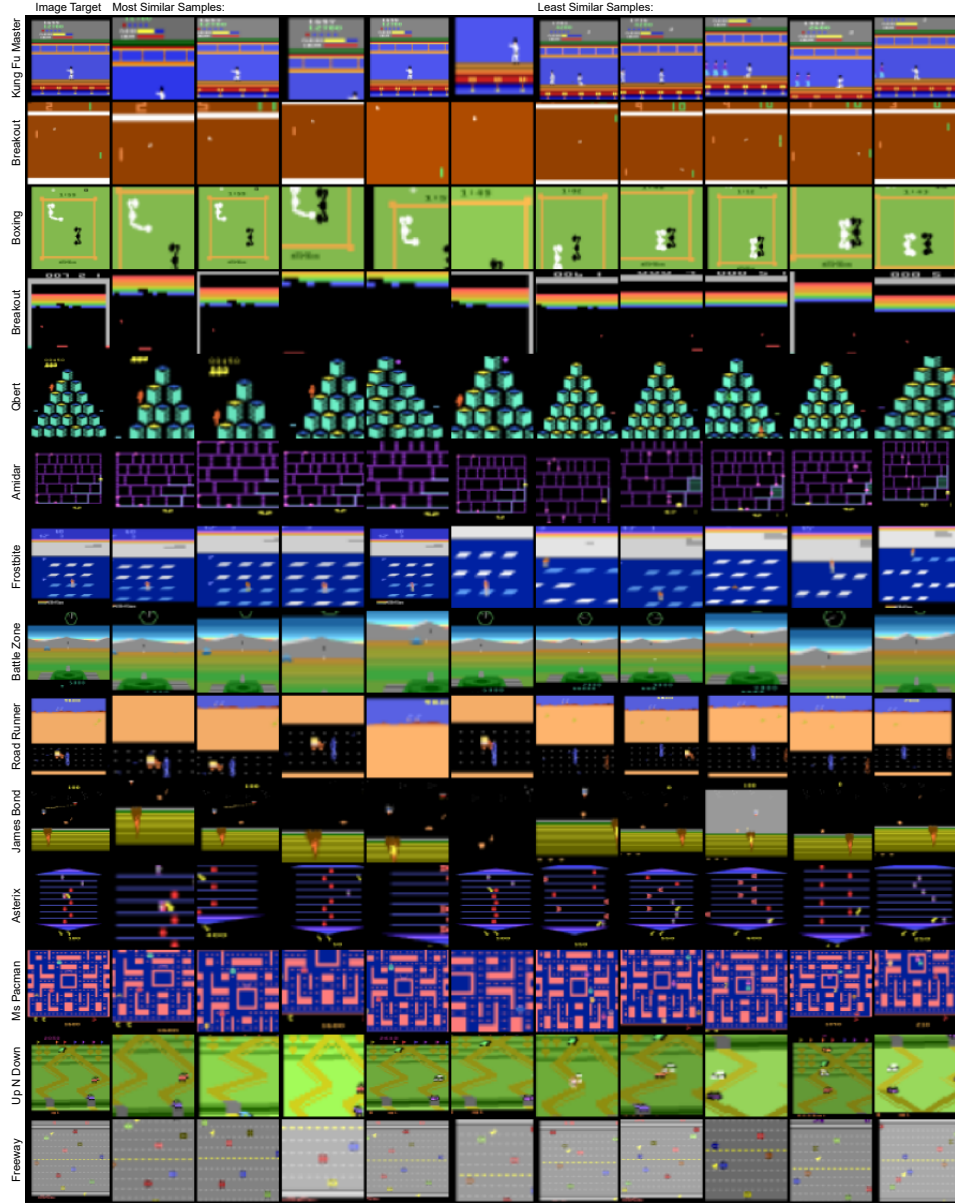 Image Target Most Similar Samples: Least Similar Samples:
Kung Fu Master
Breakout
Boxing
Breakout
Qbert
Amidar
Frostbite
Battle Zone
Road Runner
James Bond
Asterix
Ms Pacman
Up N Down
Freeway